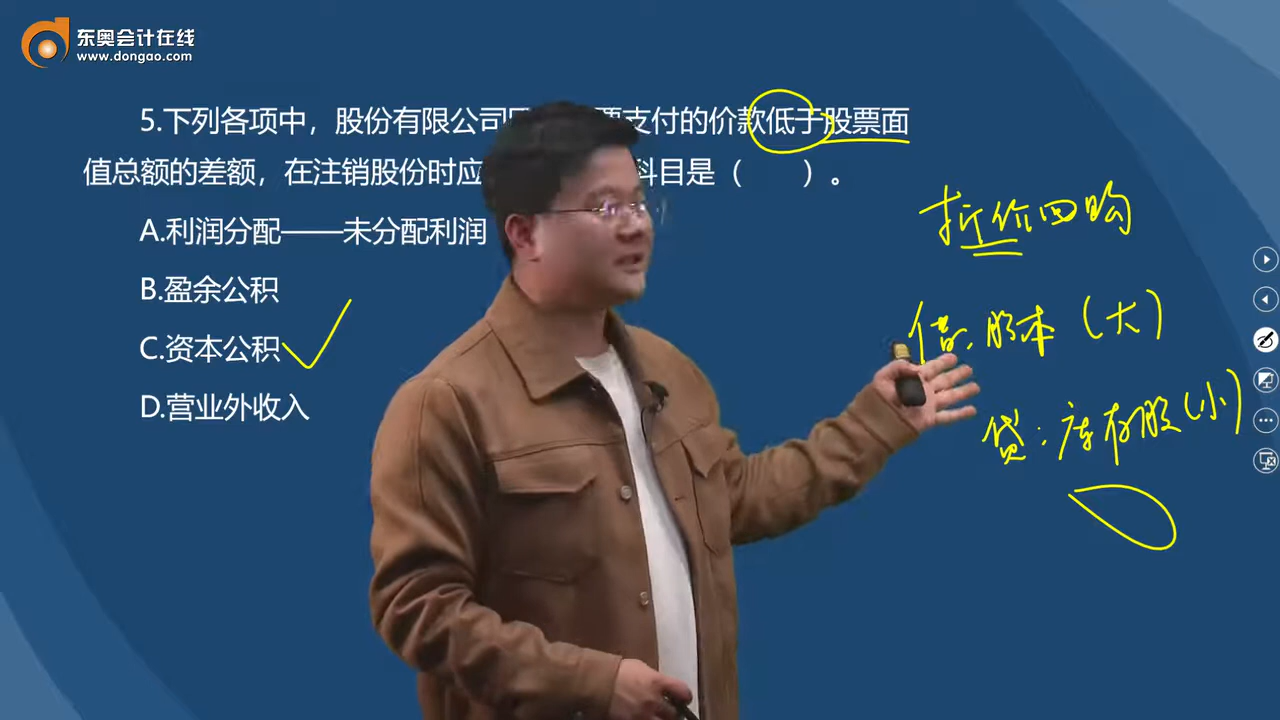 东奥会计在线
www.dongao.com
5.下列各项中，股份有限公司 支付的价款低于股票面
值总额的差额，在注销股份时应 科目是（ ）。
A.利润分配——未分配利润
B.盈余公积
C.资本公积
D.营业外收入
折价回购
借：股本（大）
贷：库存股（小）